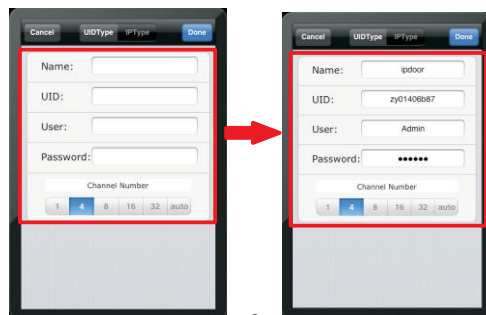 Cancel UIDType IPType Done
Name:
UID:
User:
Password:
Channel Number
1 4 8 16 32 auto
Cancel UIDType IPType Done
Name: ipdoor
UID: zy01406b87
User: Admin
Password: ••••••
Channel Number
1 4 8 16 32 auto